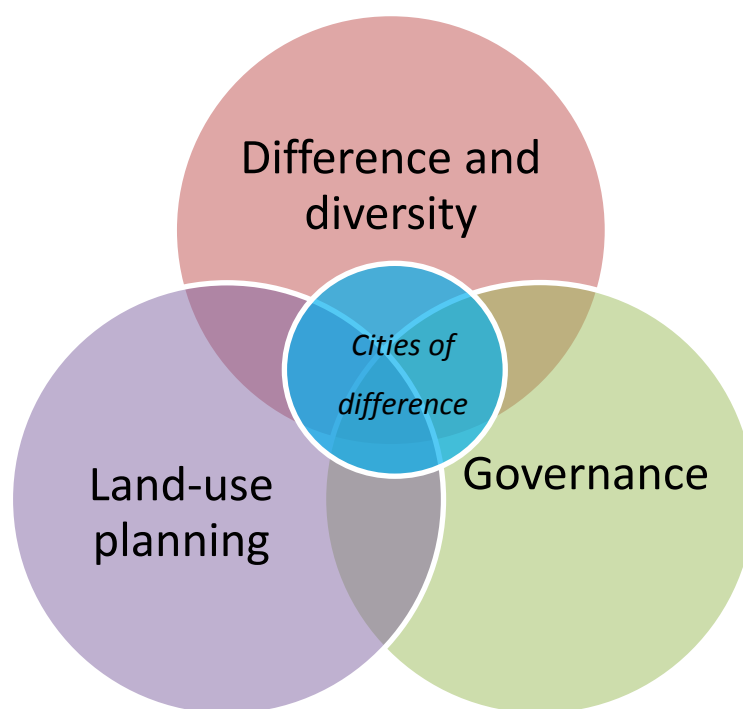 Difference and
diversity
Cities of
difference
Land-use
planning
Governance